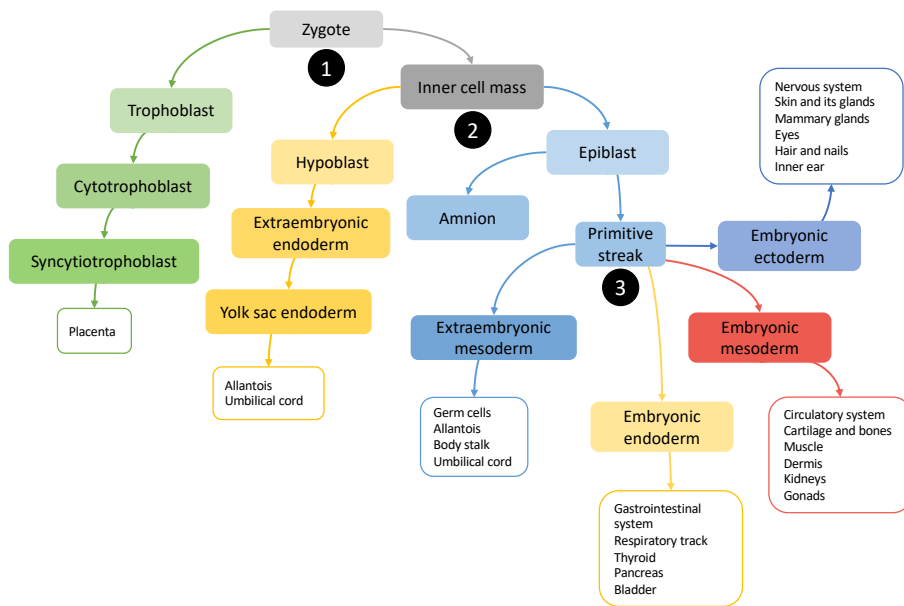 Zygote
1
Inner cell mass
2
Trophoblast
Cytotrophoblast
Syncytiotrophoblast
Placenta
Hypoblast
Extraembryonic
endoderm
Yolk sac endoderm
Allantois
Umbilical cord
Epiblast
Amnion
Primitive
streak
3
Extraembryonic
mesoderm
Germ cells
Allantois
Body stalk
Umbilical cord
Embryonic
endoderm
Gastrointestinal
system
Respiratory track
Thyroid
Pancreas
Bladder
Embryonic
mesoderm
Circulatory system
Cartilage and bones
Muscle
Dermis
Kidneys
Gonads
Embryonic
ectoderm
Nervous system
Skin and its glands
Mammary glands
Eyes
Hair and nails
Inner ear